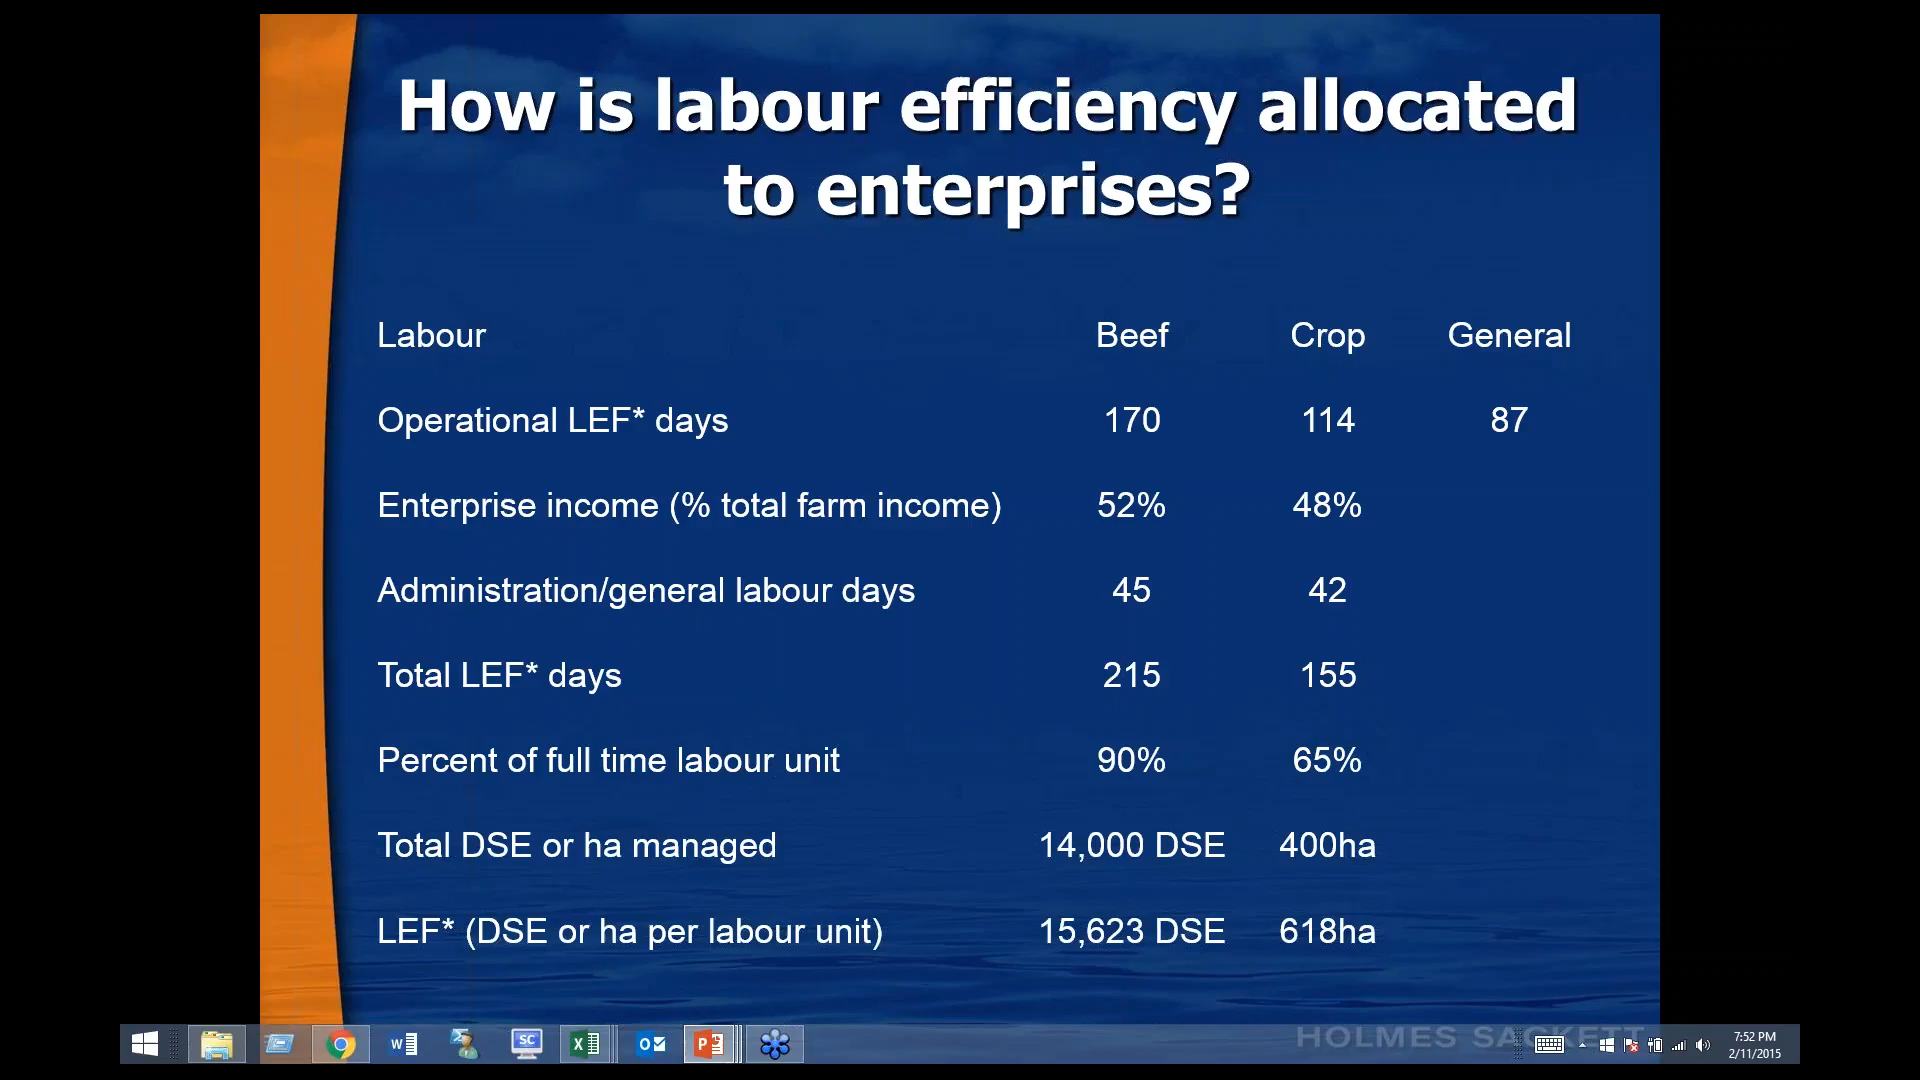 How is labour efficiency allocated
to enterprises?
Labour Beef Crop General
Operational LEF* days 170 114 87
Enterprise income (% total farm income) 52% 48%
Administration/general labour days 45 42
Total LEF* days 215 155
Percent of full time labour unit 90% 65%
Total DSE or ha managed 14,000 DSE 400ha
LEF* (DSE or ha per labour unit) 15,623 DSE 618ha
HOLMES SACKETT
SC
7:52 PM
2/11/2015